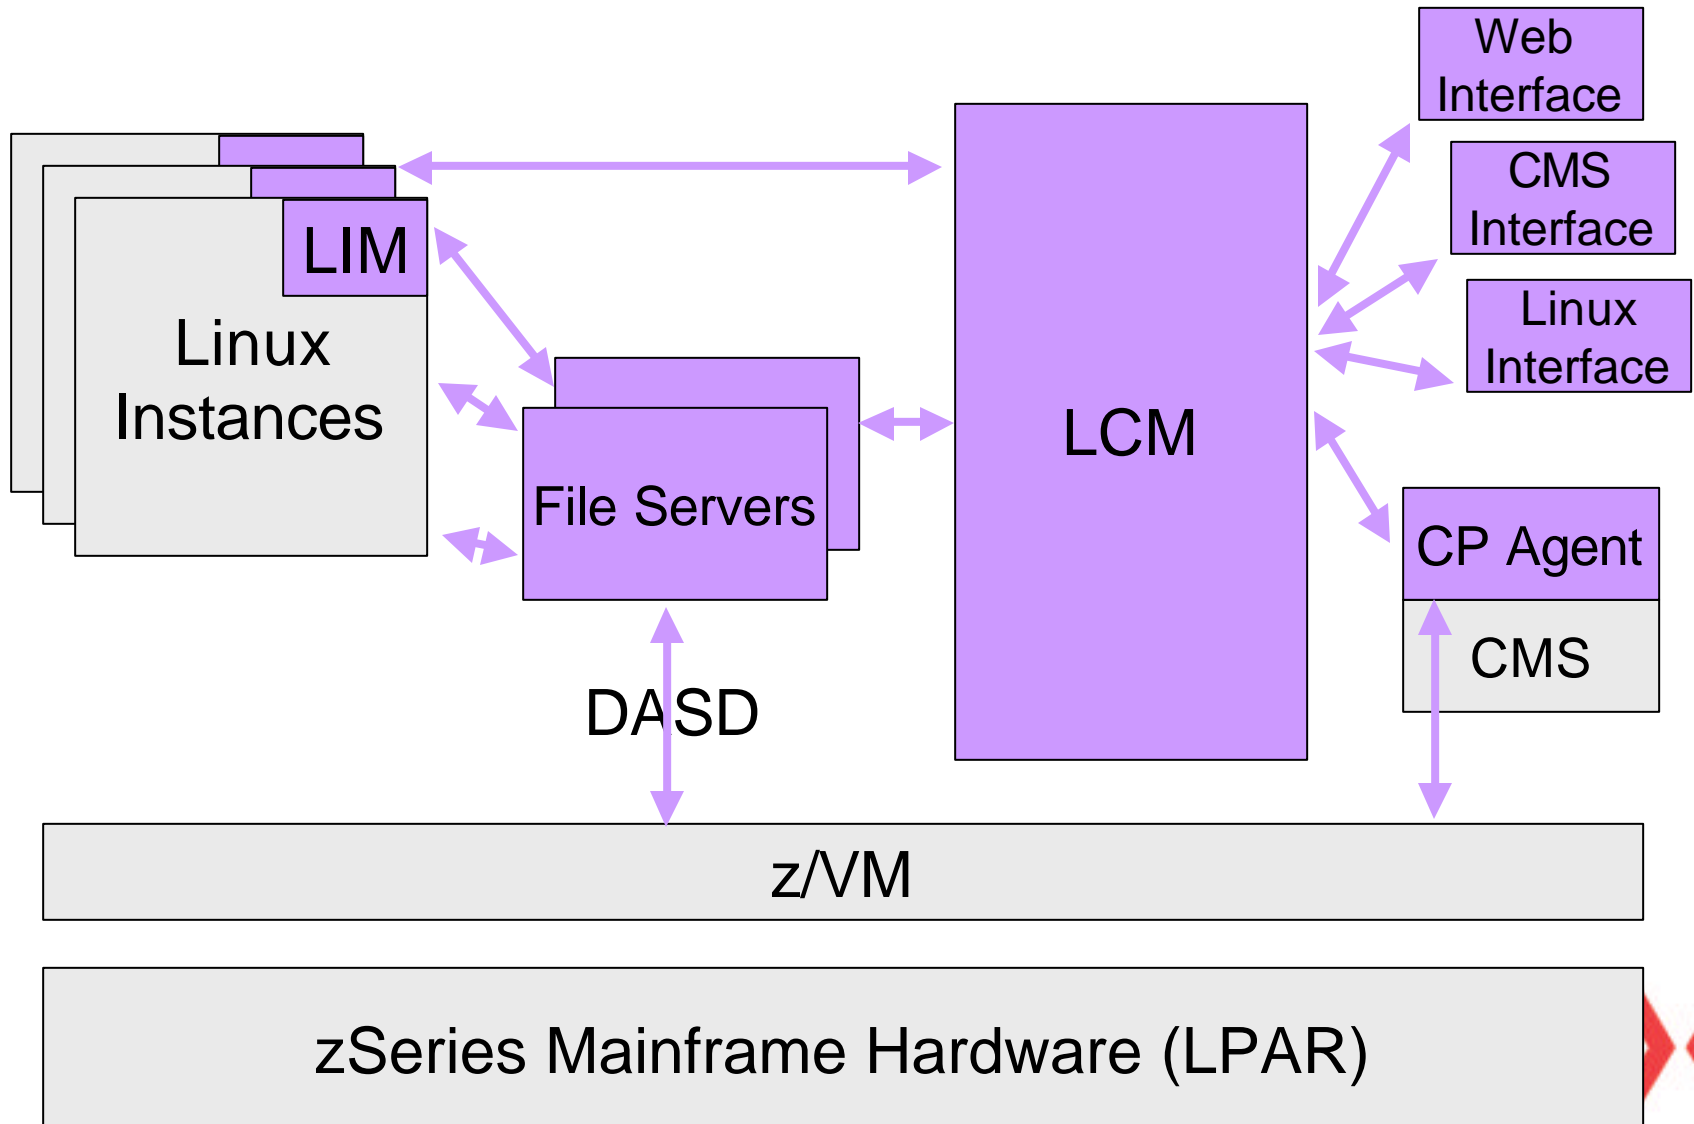 Web
Interface
CMS
Interface
LIM
Linux
Interface
Linux
Instances
LCM
File Servers
CP Agent
CMS
DASD
z/VM
zSeries Mainframe Hardware (LPAR)